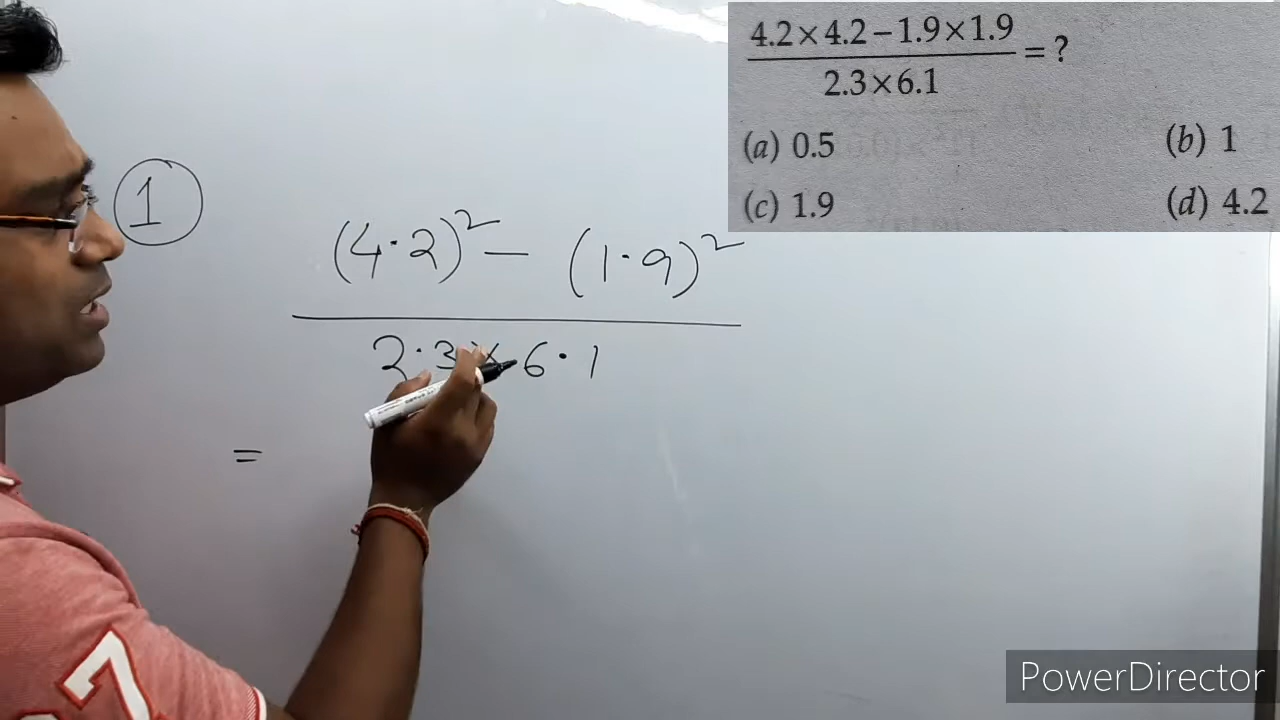 4.2×4.2−1.9×1.9
2.3×6.1
= ?
(a) 0.5
(b) 1
(c) 1.9
(d) 4.2
1
(4·2)² − (1·9)²
2·3 × 6·1
=
7
PowerDirector